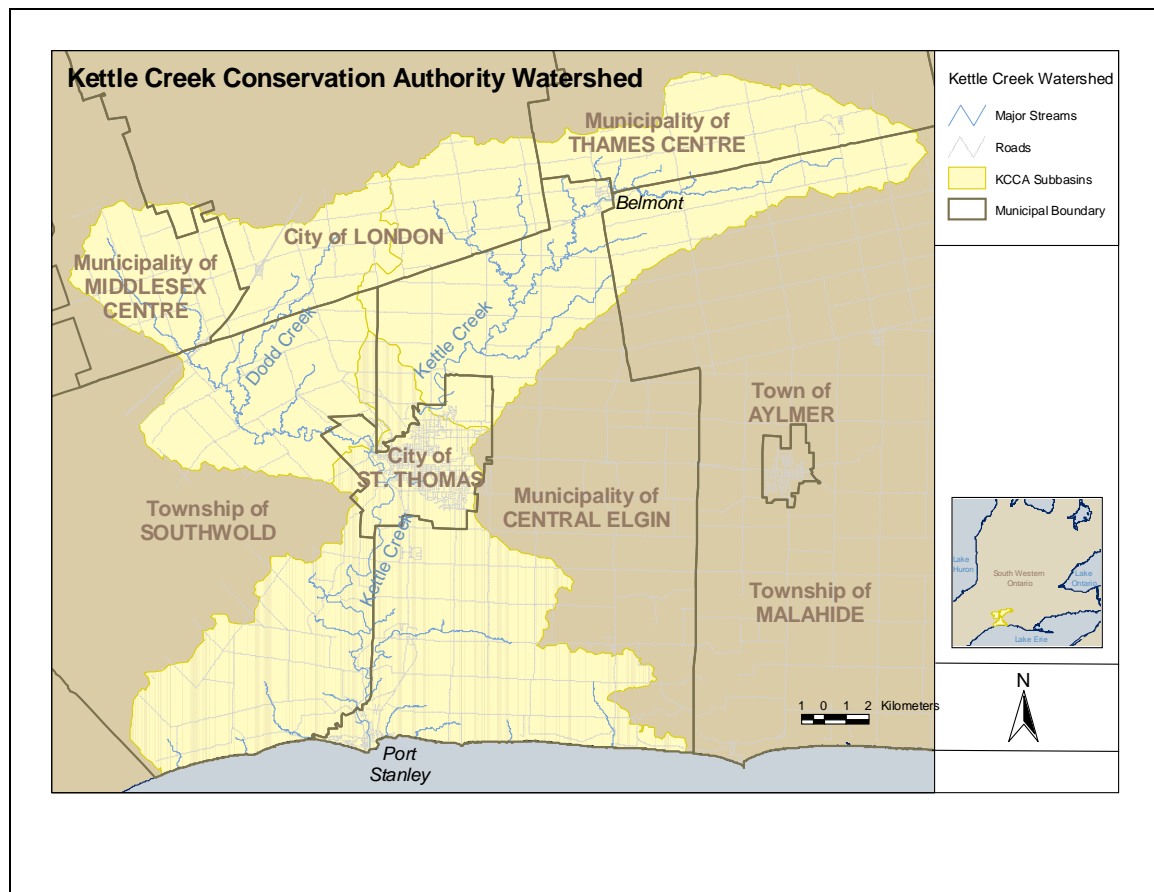 Kettle Creek Conservation Authority Watershed
Municipality of
THAMES CENTRE
Belmont
City of LONDON
Municipality of
MIDDLESEX
CENTRE
Dodd Creek
Kettle Creek
Town of
AYLMER
City of
ST. THOMAS
Township of
SOUTHWOLD
Municipality of
CENTRAL ELGIN
Kettle Creek
Township of
MALAHIDE
1 0 1 2 Kilometers
Port
Stanley
Kettle Creek Watershed
Major Streams
Roads
KCCA Subbasins
Municipal Boundary
Lake
Huron
South Western
Ontario
Lake
Ontario
Lake Erie
N